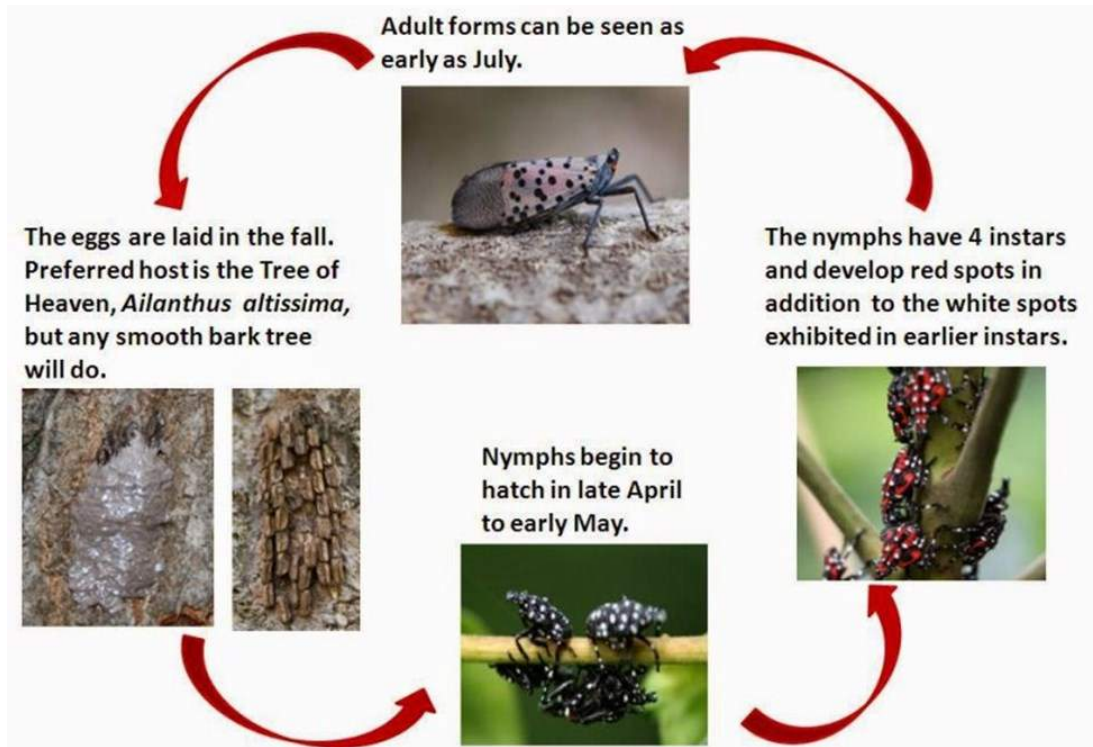 Adult forms can be seen as
early as July.
The eggs are laid in the fall.
Preferred host is the Tree of
Heaven, Ailanthus altissima,
but any smooth bark tree
will do.
Nymphs begin to
hatch in late April
to early May.
The nymphs have 4 instars
and develop red spots in
addition to the white spots
exhibited in earlier instars.